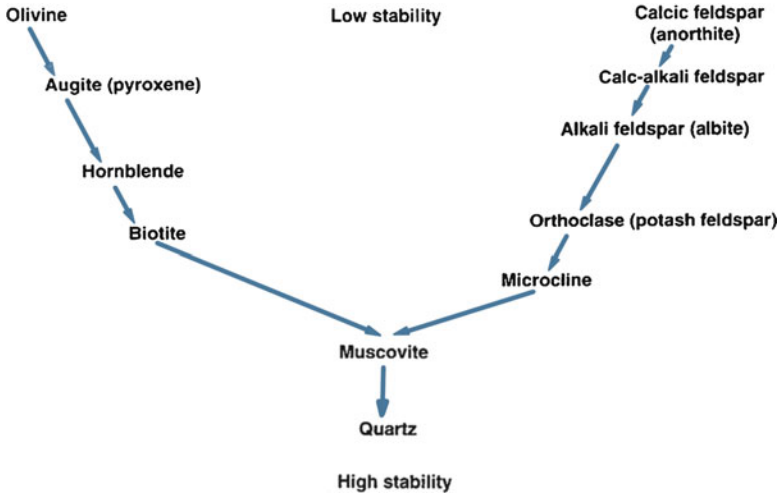 Olivine
Low stability
Calcic feldspar
(anorthite)
Augite (pyroxene)
Calc-alkali feldspar
Alkali feldspar (albite)
Hornblende
Orthoclase (potash feldspar)
Biotite
Microcline
Muscovite
Quartz
High stability